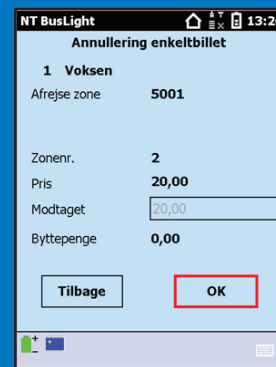 NT BusLight 13:2
Annullering enkeltbillet
1 Voksen
Afrejse zone 5001
Zonenr. 2
Pris 20,00
Modtaget 20,00
Byttepenge 0,00
Tilbage OK